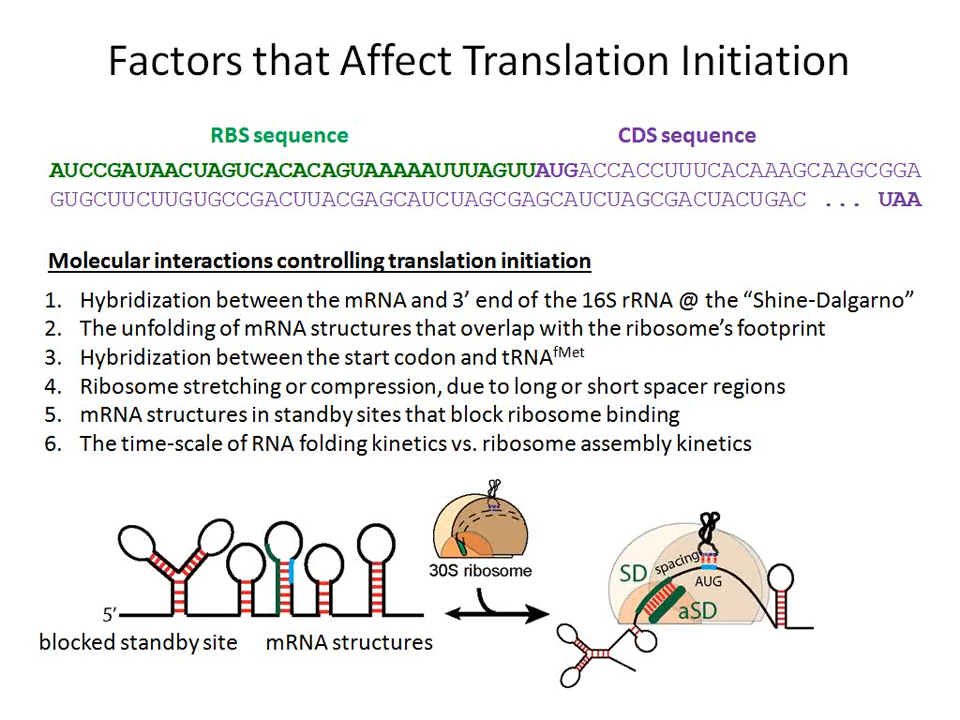 Factors that Affect Translation Initiation
RBS sequence
CDS sequence
AUCCGAUAACUAGUCACACAGUAAAAAUUUAGUUAUGACCACCUUUCACAAAGCAAGCGGA
GUGCUUCUUGUGCCGACUUACGAGCAUCUAGCGAGCAUCUAGCGACUACUGAC ... UAA
Molecular interactions controlling translation initiation
1. Hybridization between the mRNA and 3’ end of the 16S rRNA @ the “Shine-Dalgarno”
2. The unfolding of mRNA structures that overlap with the ribosome’s footprint
3. Hybridization between the start codon and tRNAfMet
4. Ribosome stretching or compression, due to long or short spacer regions
5. mRNA structures in standby sites that block ribosome binding
6. The time-scale of RNA folding kinetics vs. ribosome assembly kinetics
30S ribosome
SD
spacing
AUG
aSD
5’
blocked standby site
mRNA structures